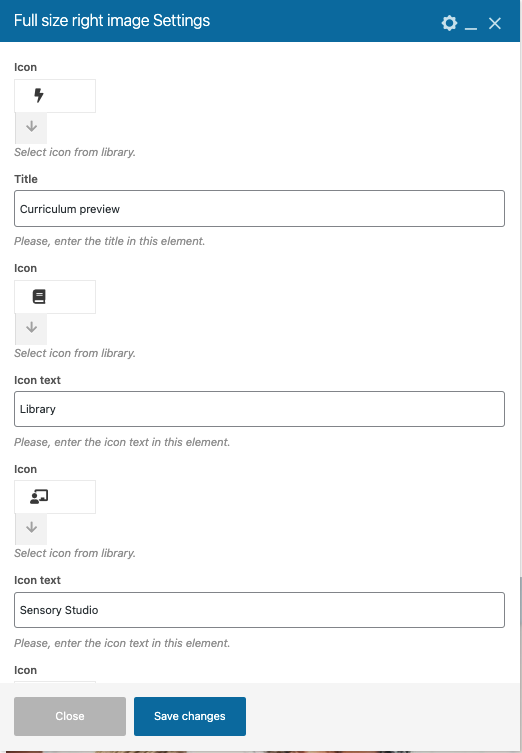 Full size right image Settings
Icon
Select icon from library.
Title
Curriculum preview
Please, enter the title in this element.
Icon
Select icon from library.
Icon text
Library
Please, enter the icon text in this element.
Icon
Select icon from library.
Icon text
Sensory Studio
Please, enter the icon text in this element.
Icon
Close
Save changes